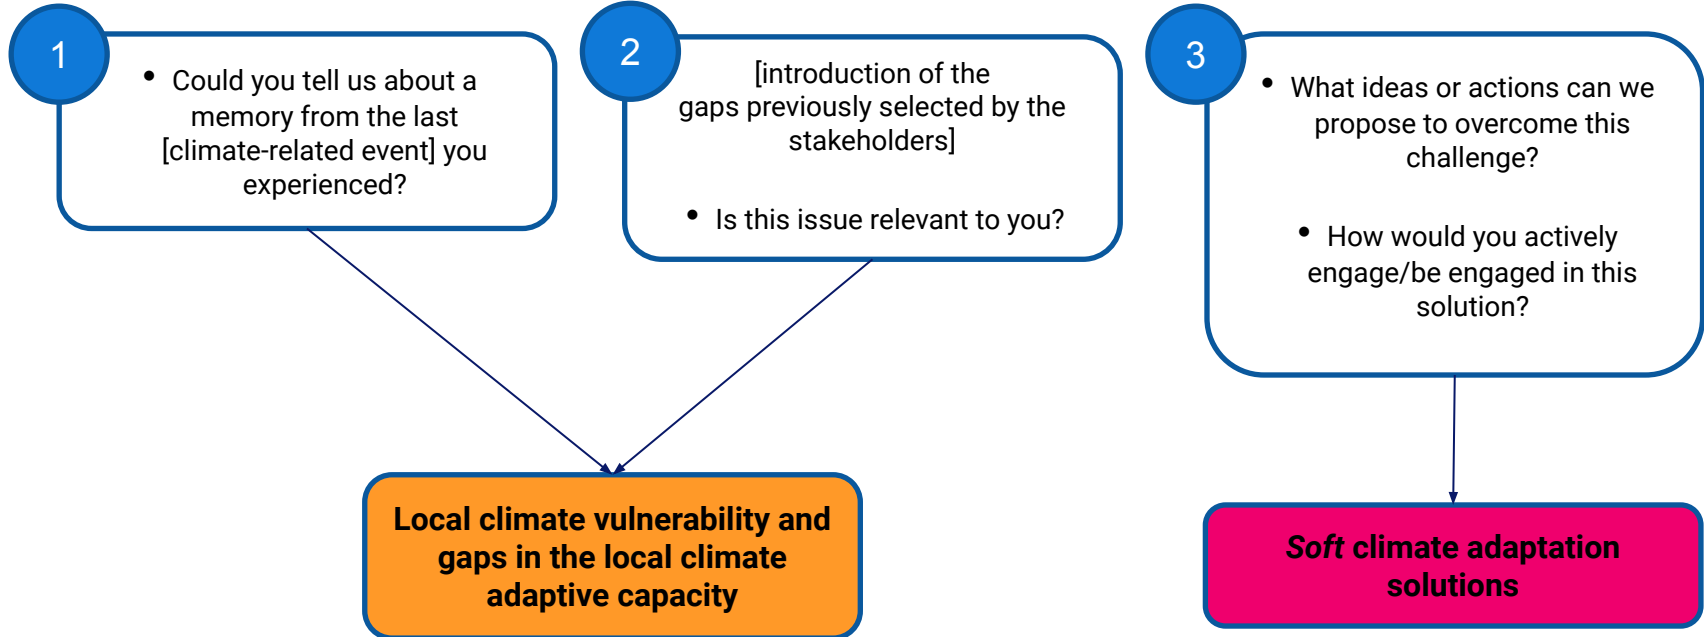 1
• Could you tell us about a
memory from the last
[climate-related event] you
experienced?
2
[introduction of the
gaps previously selected by the
stakeholders]
• Is this issue relevant to you?
3
• What ideas or actions can we
propose to overcome this
challenge?
• How would you actively
engage/be engaged in this
solution?
Local climate vulnerability and
gaps in the local climate
adaptive capacity
Soft climate adaptation
solutions